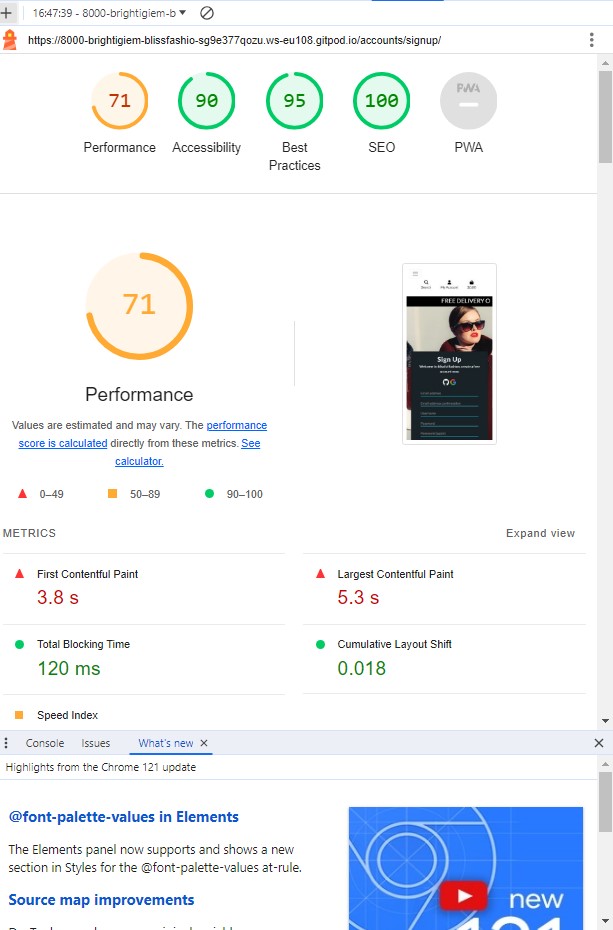 16:47:39 - 8000-brightigiem-b
https://8000-brightigiem-blissfashio-sg9e377qozu.ws-eu108.gitpod.io/accounts/signup/
71 90 95 100 PWA
Performance Accessibility Best Practices SEO PWA
71
FREE DELIVERY O
Sign Up
Performance
Values are estimated and may vary. The performance
score is calculated directly from these metrics. See
calculator.
0–49 50–89 90–100
METRICS Expand view
First Contentful Paint Largest Contentful Paint
3.8 s 5.3 s
Total Blocking Time Cumulative Layout Shift
120 ms 0.018
Speed Index
Console Issues What's new
Highlights from the Chrome 121 update
@font-palette-values in Elements
The Elements panel now supports and shows a new
section in Styles for the @font-palette-values at-rule.
new
Source map improvements